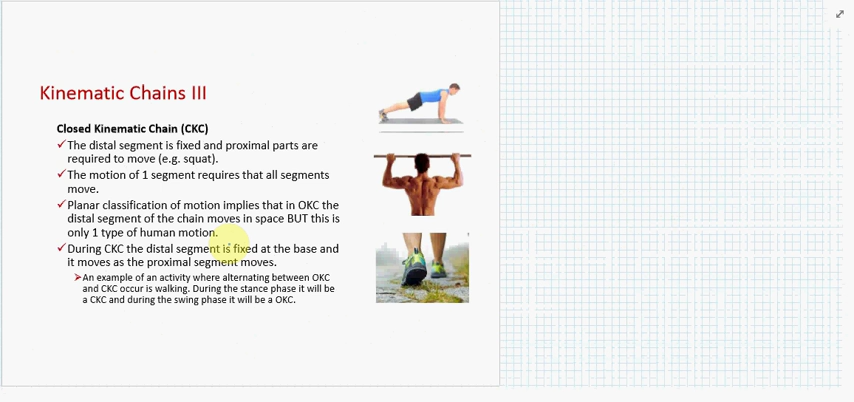 Kinematic Chains III
Closed Kinematic Chain (CKC)
✓The distal segment is fixed and proximal parts are
required to move (e.g. squat).
✓The motion of 1 segment requires that all segments
move.
✓Planar classification of motion implies that in OKC the
distal segment of the chain moves in space BUT this is
only 1 type of human motion.
✓During CKC the distal segment is fixed at the base and
it moves as the proximal segment moves.
➢An example of an activity where alternating between OKC
and CKC occur is walking. During the stance phase it will be
a CKC and during the swing phase it will be a OKC.